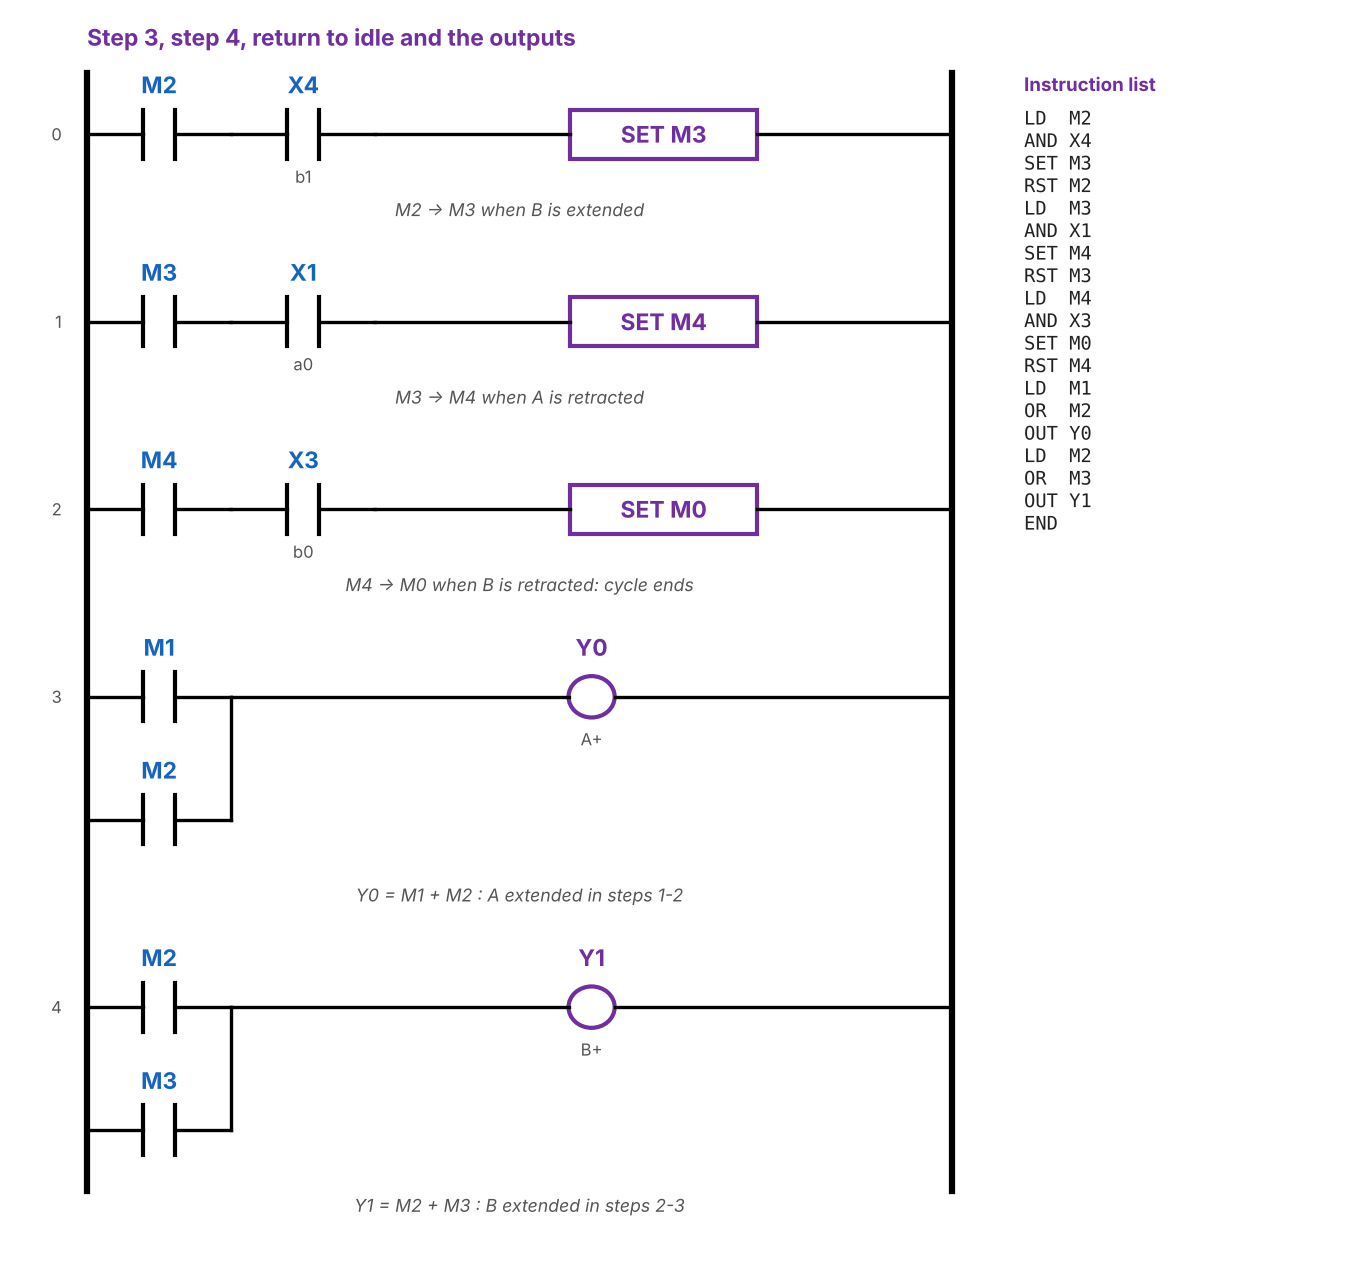 Step 3, step 4, return to idle and the outputs
M2 X4
0 SET M3
b1
M2 → M3 when B is extended
M3 X1
1 SET M4
a0
M3 → M4 when A is retracted
M4 X3
2 SET M0
b0
M4 → M0 when B is retracted: cycle ends
M1 Y0
3
A+
M2
Y0 = M1 + M2 : A extended in steps 1-2
M2 Y1
4
B+
M3
Y1 = M2 + M3 : B extended in steps 2-3
Instruction list
LD M2
AND X4
SET M3
RST M2
LD M3
AND X1
SET M4
RST M3
LD M4
AND X3
SET M0
RST M4
LD M1
OR M2
OUT Y0
LD M2
OR M3
OUT Y1
END